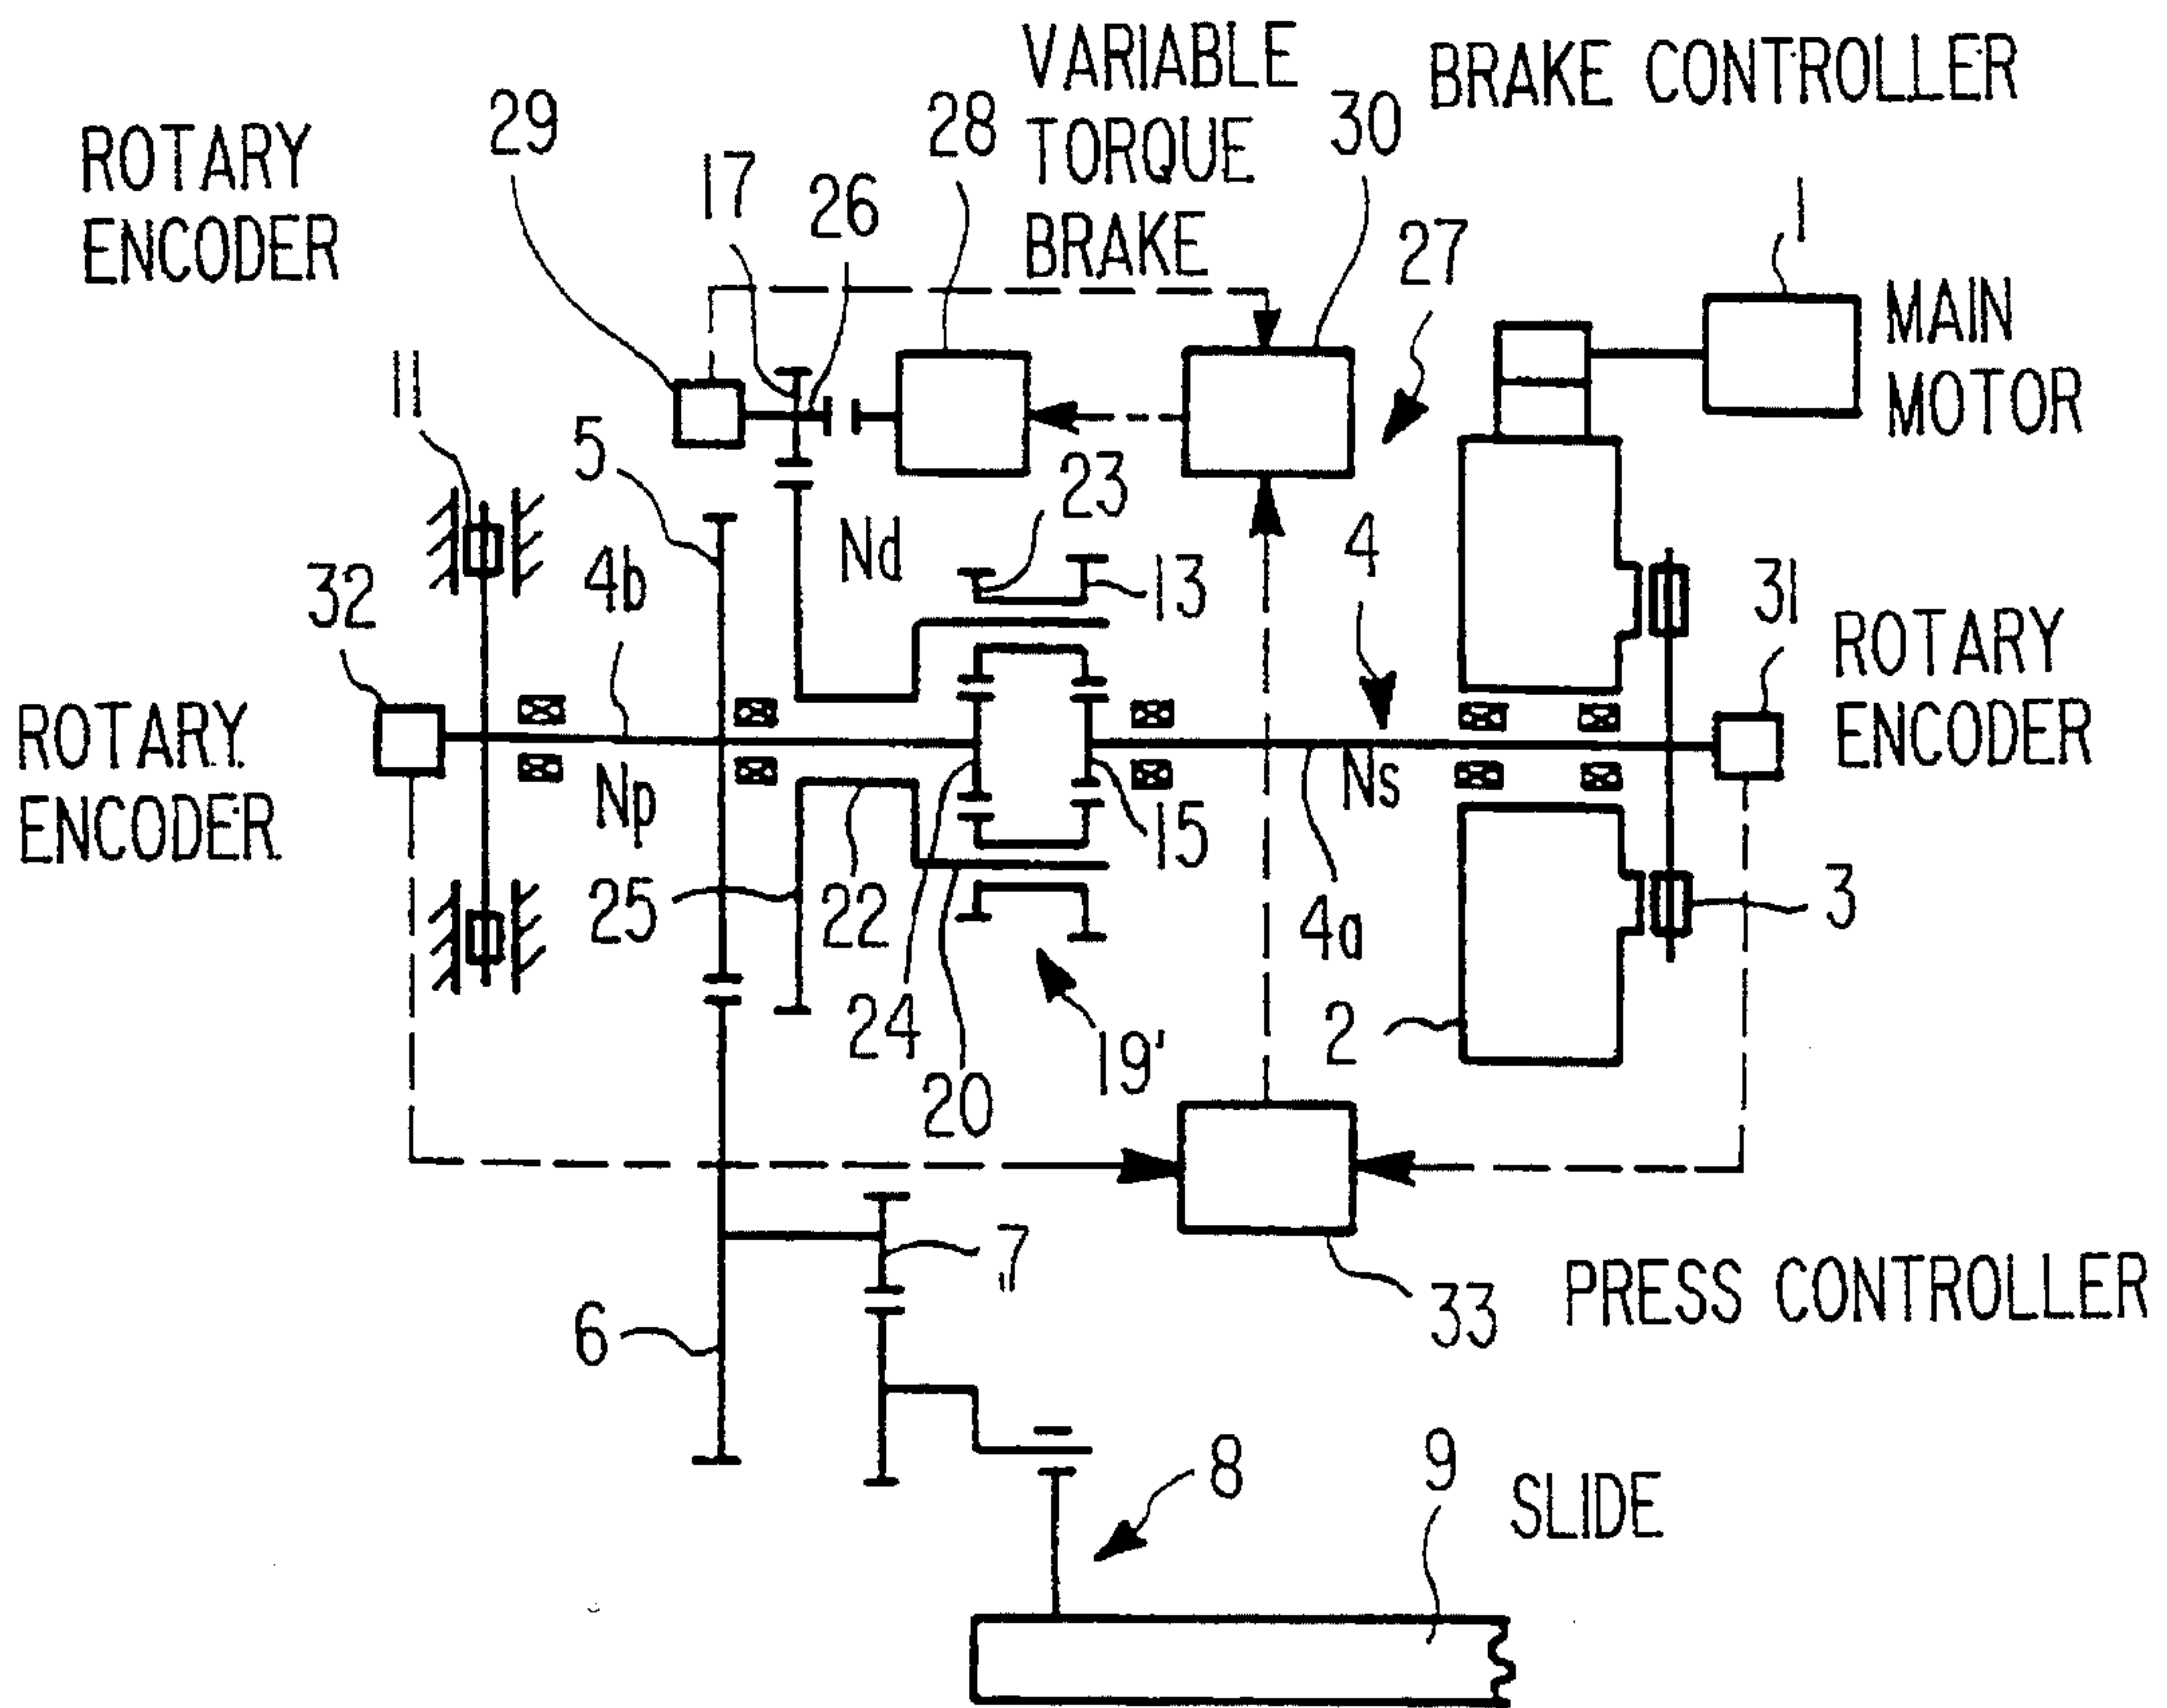 VARIABLE
TORQUE
BRAKE
BRAKE CONTROLLER
ROTARY
ENCODER
29
17
26
28
30
27
1
MAIN
MOTOR
11
5
23
Nd
4
13
31
32
4b
ROTARY
ENCODER
ROTARY
ENCODER
Np
Ns
15
25
22
4a
3
24
20
19'
2
7
33
PRESS CONTROLLER
6
8
9
SLIDE